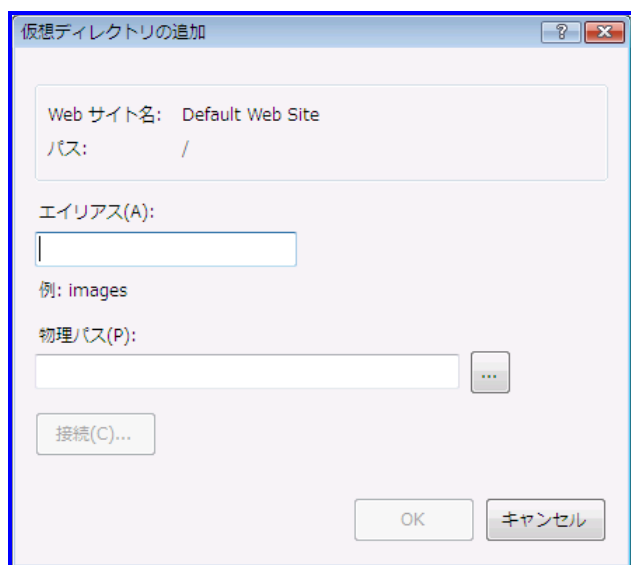 仮想ディレクトリの追加
Web サイト名: Default Web Site
パス: /
エイリアス(A):
例: images
物理パス(P):
...
接続(C)...
OK キャンセル